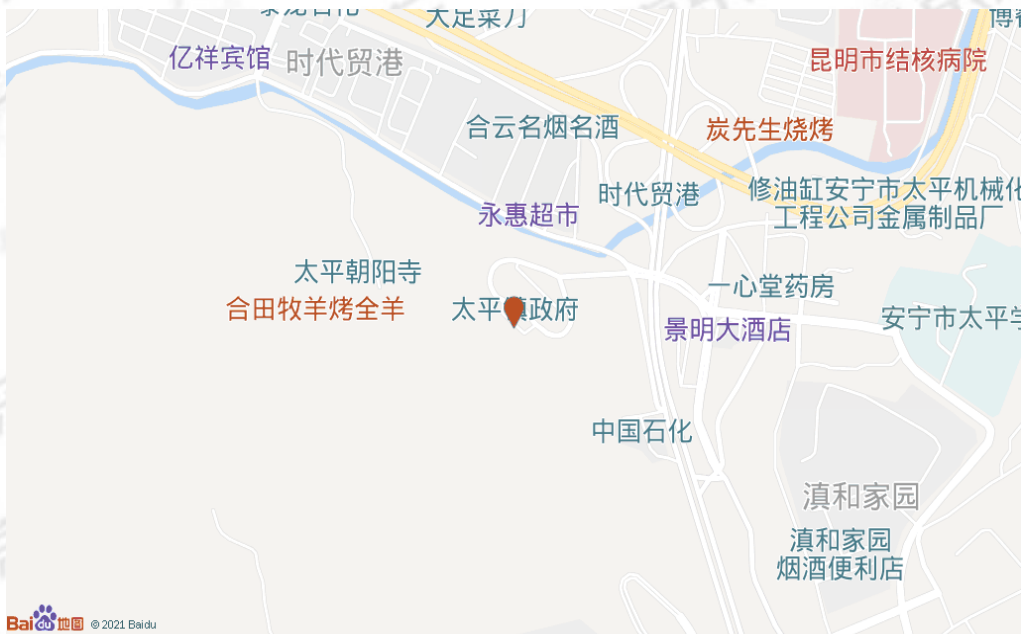 大足菜刀
亿祥宾馆
时代贸港
昆明市结核病院
合云名烟名酒
炭先生烧烤
时代贸港
修油缸安宁市太平机械化
工程公司金属制品厂
永惠超市
太平朝阳寺
一心堂药房
合田牧羊烤全羊
太平镇政府
景明大酒店
安宁市太平学
中国石化
滇和家园
滇和家园
烟酒便利店
Bai du 地图 © 2021 Baidu